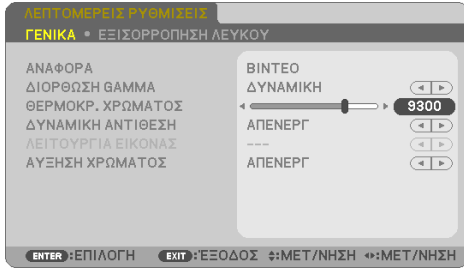 ΛΕΠΤΟΜΕΡΕΙΣ ΡΥΘΜΙΣΕΙΣ
ΓΕΝΙΚΑ • ΕΞΙΣΟΡΡΟΠΗΣΗ ΛΕΥΚΟΥ
ΑΝΑΦΟΡΑ ΒΙΝΤΕΟ
ΔΙΟΡΘΩΣΗ GAMMA ΔΥΝΑΜΙΚΗ
ΘΕΡΜΟΚΡ. ΧΡΩΜΑΤΟΣ 9300
ΔΥΝΑΜΙΚΗ ΑΝΤΙΘΕΣΗ ΑΠΕΝΕΡΓ
ΛΕΙΤΟΥΡΓΙΑ ΕΙΚΟΝΑΣ ---
ΑΥΞΗΣΗ ΧΡΩΜΑΤΟΣ ΑΠΕΝΕΡΓ
ENTER :ΕΠΙΛΟΓΗ EXIT :ΈΞΟΔΟΣ :ΜΕΤ/ΝΗΣΗ :ΜΕΤ/ΝΗΣΗ